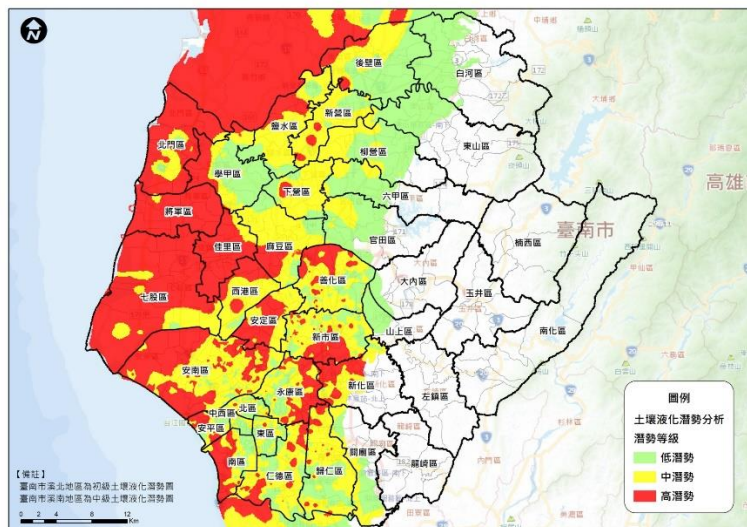 N
後壁區
白河區
新營區
鹽水區
柳營區
東山區
北門區
學甲區
下營區
六甲區
高雄
將軍區
佳里區
麻豆區
官田區
楠西區
臺南市
七股區
西港區
善化區
大內區
玉井區
安定區
新市區
山上區
南化區
安南區
新化區
左鎮區
永康區
中西區
北區
安平區
東區
關廟區
龍崎區
南區
仁德區
歸仁區
圖例
土壤液化潛勢分析
潛勢等級
低潛勢
中潛勢
高潛勢
【備註】
臺南市溪北地區為初級土壤液化潛勢圖
臺南市溪南地區為中級土壤液化潛勢圖
0 2 4 8 12
Km